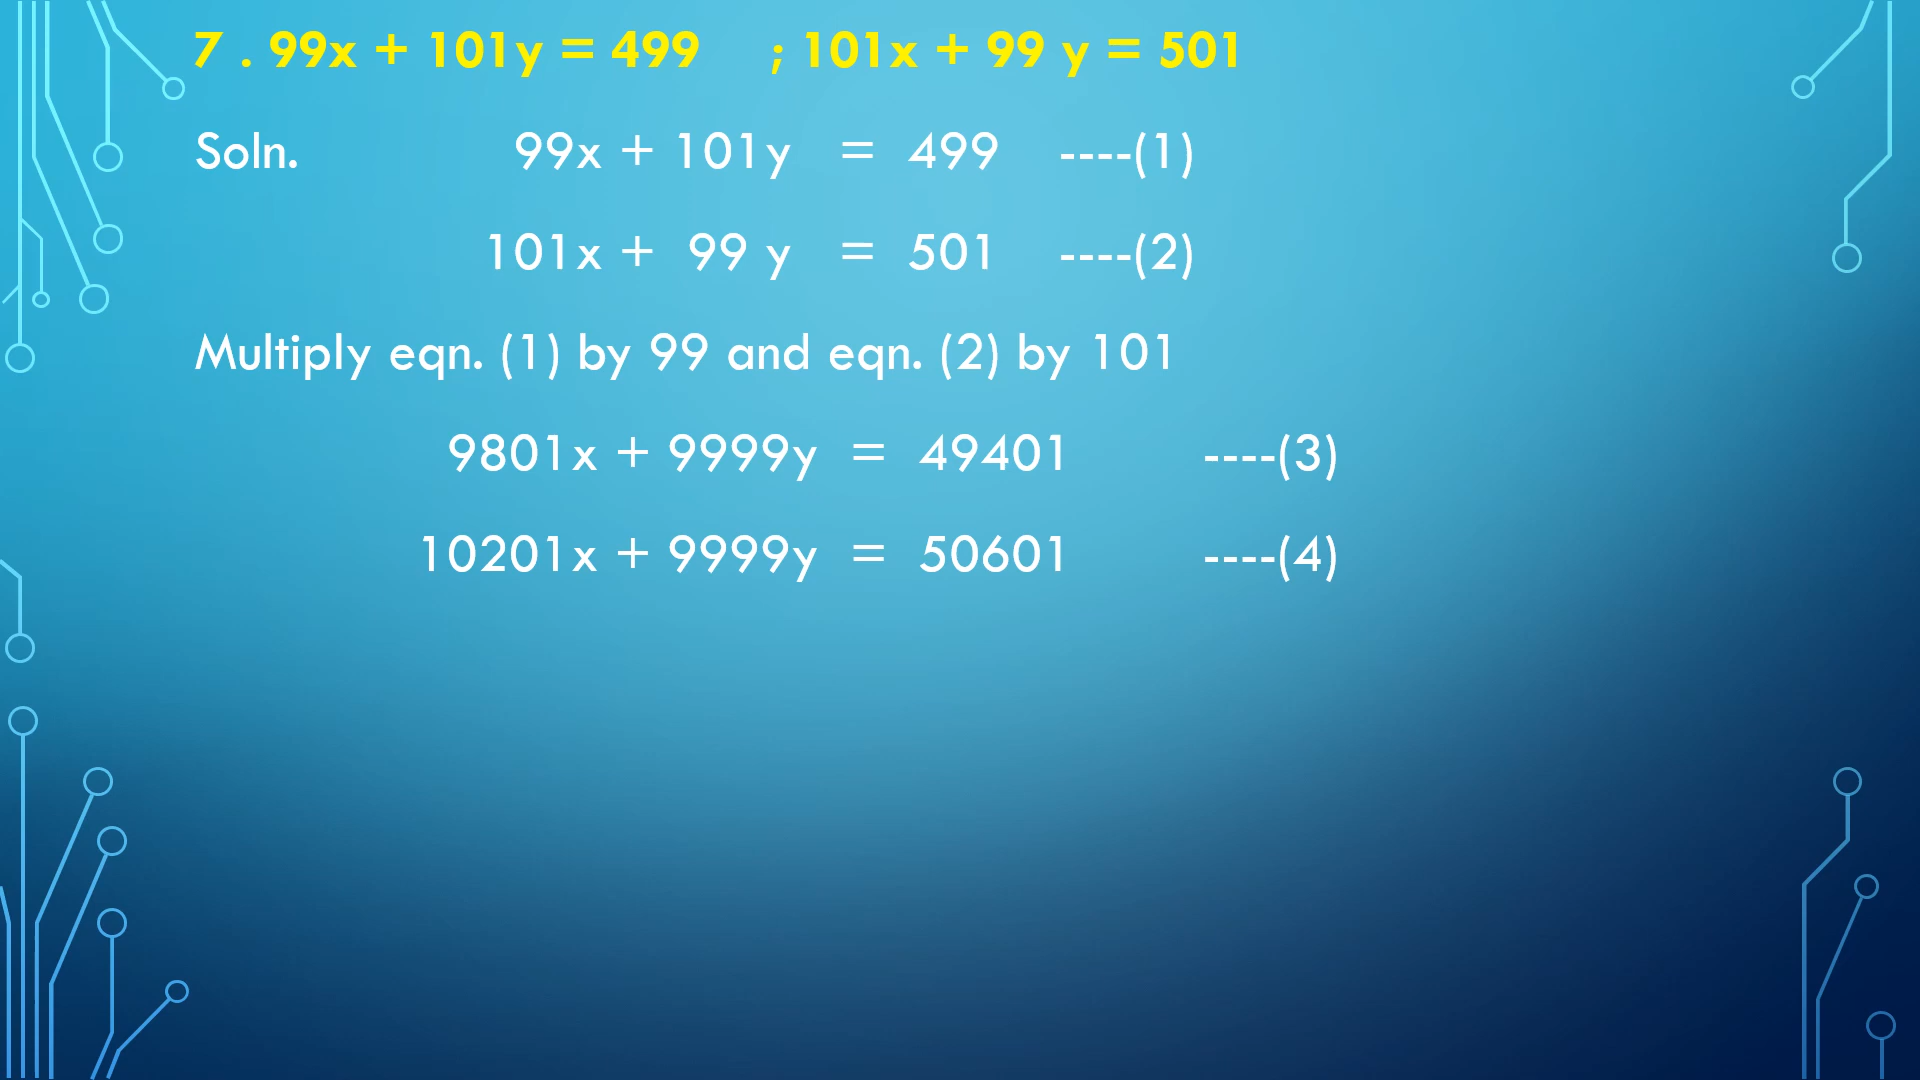 7 . 99x + 101y = 499 ; 101x + 99 y = 501
Soln. 99x + 101y = 499 ----(1)
101x + 99 y = 501 ----(2)
Multiply eqn. (1) by 99 and eqn. (2) by 101
9801x + 9999y = 49401 ----(3)
10201x + 9999y = 50601 ----(4)